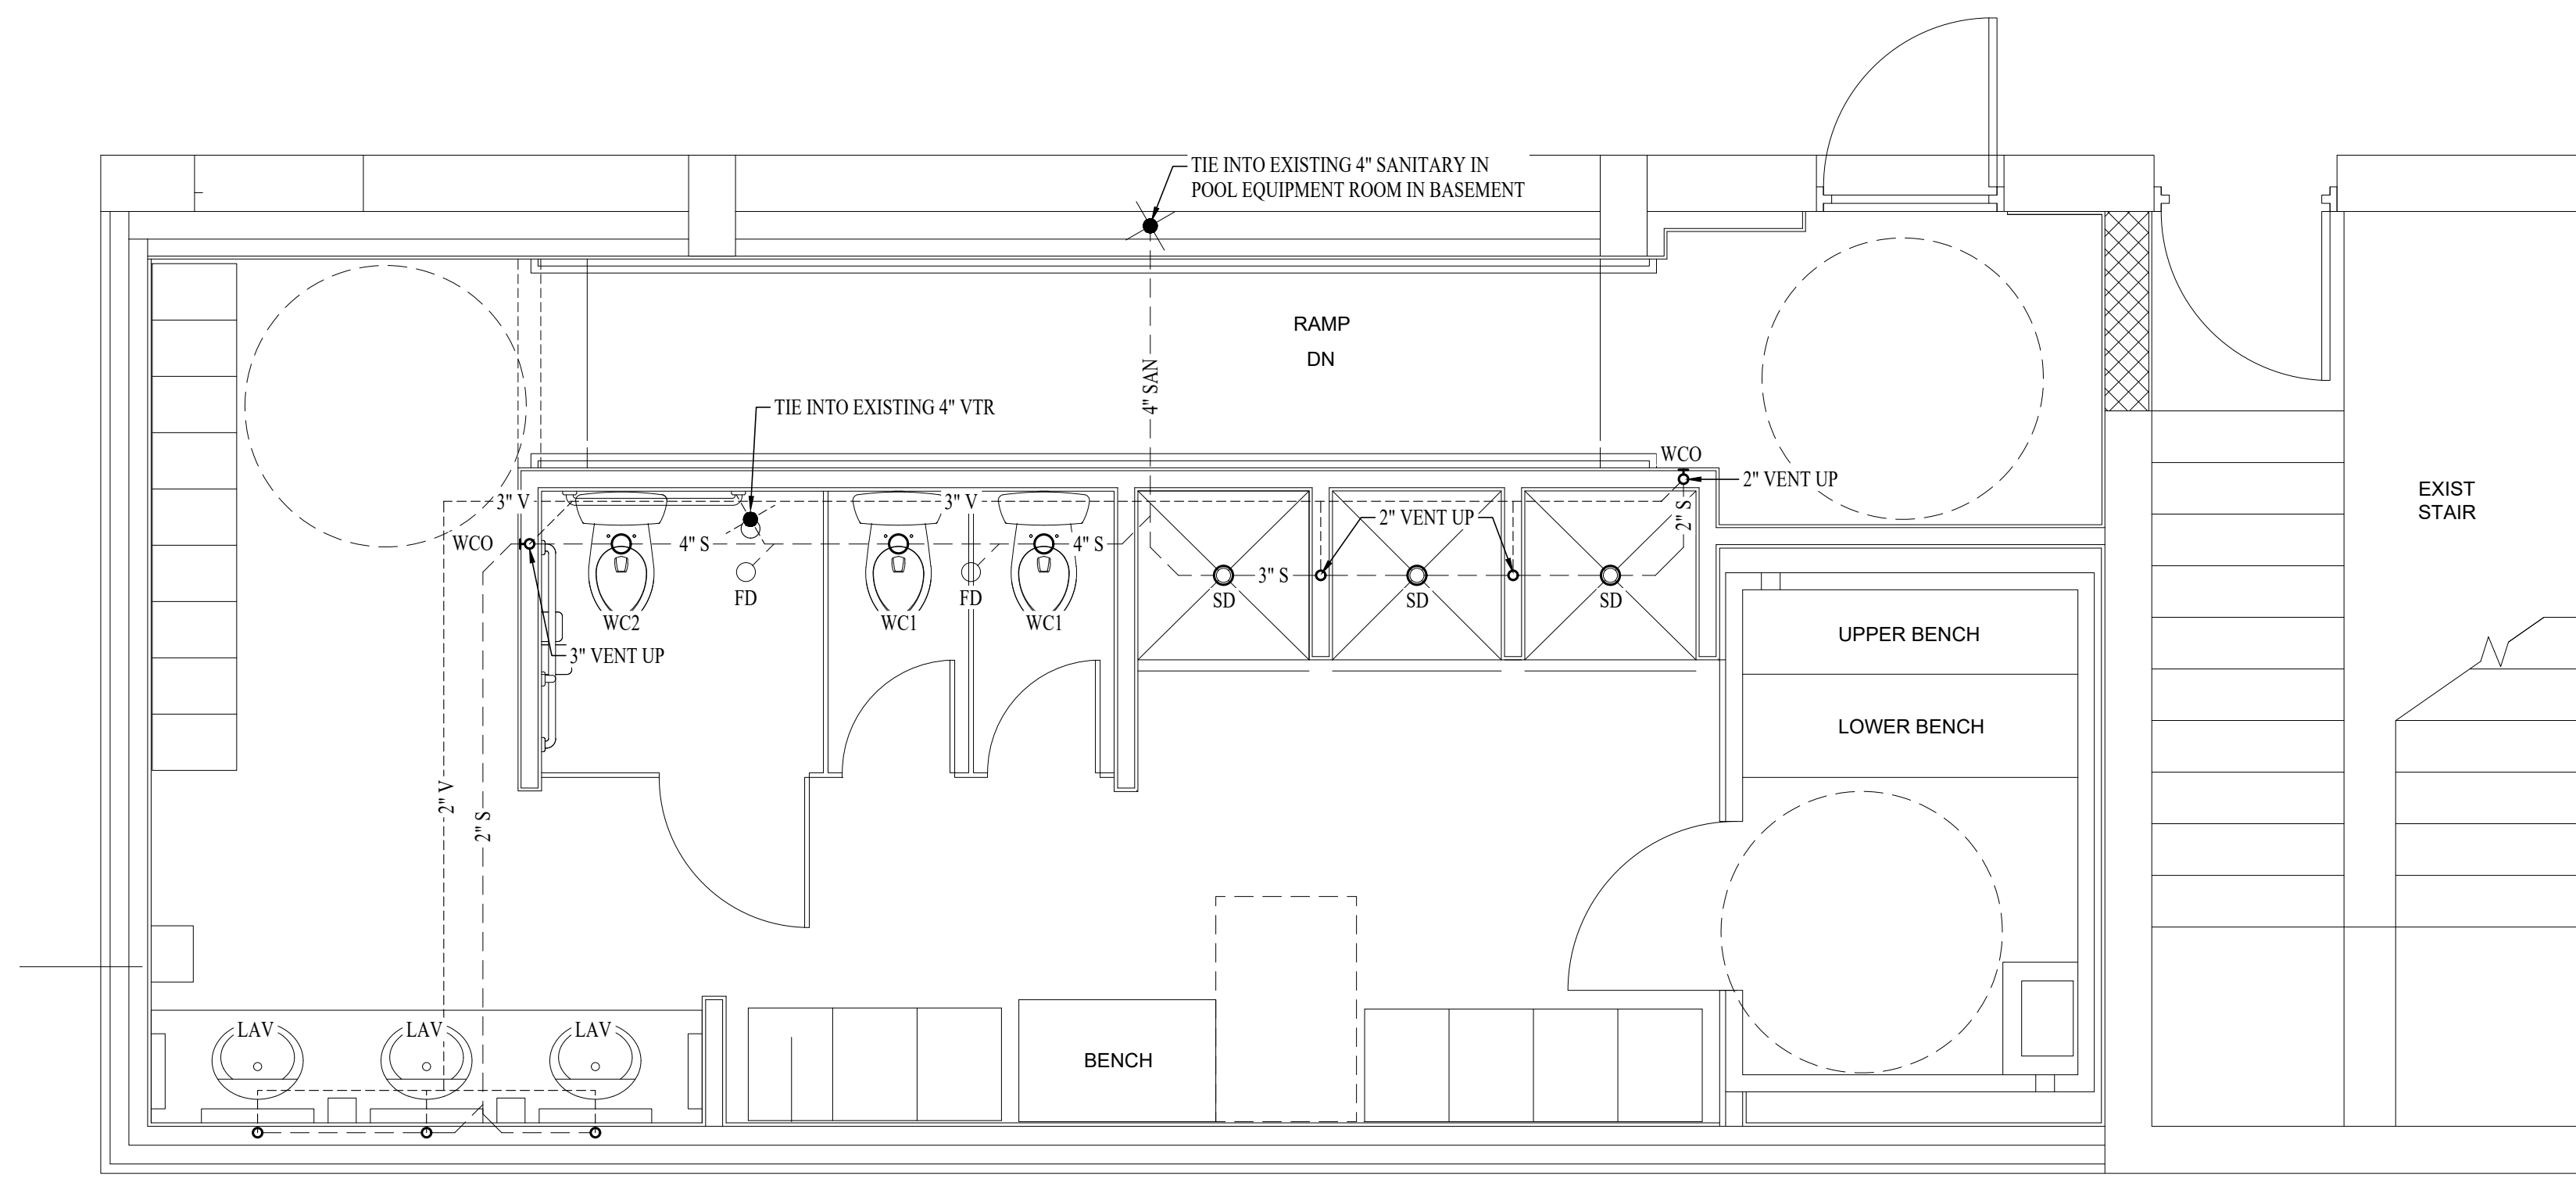 TIE INTO EXISTING 4" SANITARY IN
POOL EQUIPMENT ROOM IN BASEMENT
RAMP
DN
4" SAN
TIE INTO EXISTING 4" VTR
WCO
2" VENT UP
3" V
3" V
2" S
2" VENT UP
EXIST
STAIR
WCO
4" S
4" S
3" S
FD
FD
SD
SD
SD
WC2
WC1
WC1
3" VENT UP
UPPER BENCH
LOWER BENCH
2" V
2" S
LAV
LAV
LAV
BENCH